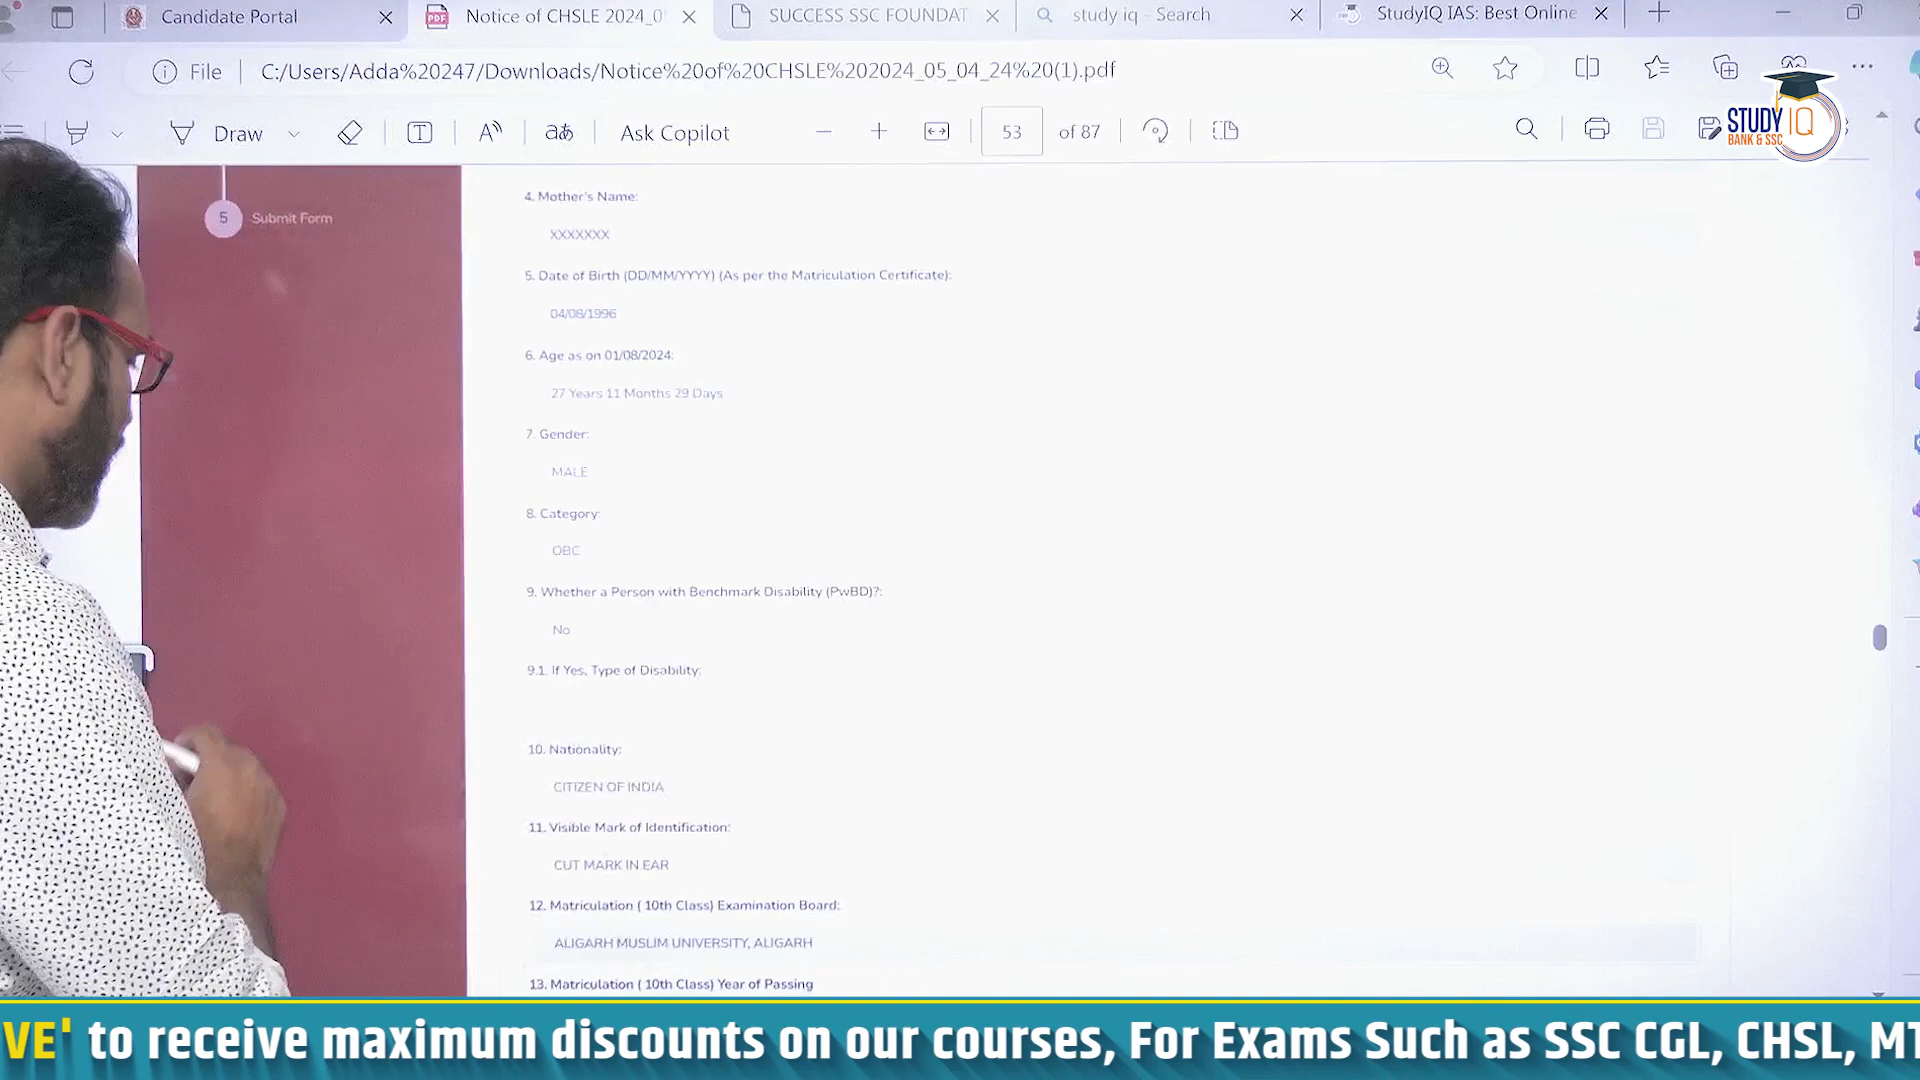 Candidate Portal
Notice of CHSLE 2024_0
SUCCESS SSC FOUNDAT
study iq - Search
StudyIQ IAS: Best Online
File
C:/Users/Adda%20247/Downloads/Notice%20of%20CHSLE%202024_05_04_24%20(1).pdf
Draw
Ask Copilot
53 of 87
STUDY IQ
BANK & SSC
5 Submit Form
4. Mother's Name:
XXXXXXX
5. Date of Birth (DD/MM/YYYY) (As per the Matriculation Certificate):
04/08/1996
6. Age as on 01/08/2024:
27 Years 11 Months 29 Days
7. Gender:
MALE
8. Category:
OBC
9. Whether a Person with Benchmark Disability (PwBD)?:
No
9.1. If Yes, Type of Disability:
10. Nationality:
CITIZEN OF INDIA
11. Visible Mark of Identification:
CUT MARK IN EAR
12. Matriculation ( 10th Class) Examination Board:
ALIGARH MUSLIM UNIVERSITY, ALIGARH
13. Matriculation ( 10th Class) Year of Passing
VE' to receive maximum discounts on our courses, For Exams Such as SSC CGL, CHSL, MT